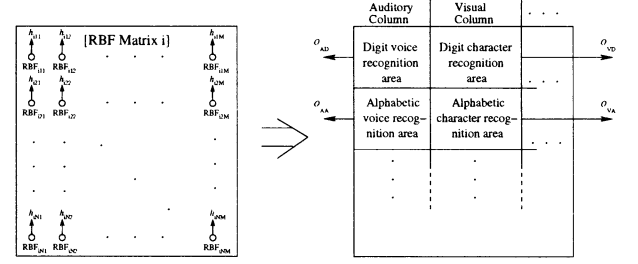 [RBF Matrix i]
h_i11 h_i12 h_i1M
RBF_i11 RBF_i12 . . . RBF_i1M
h_i21 h_i22 h_i2M
RBF_i21 RBF_i22 . . . RBF_i2M
h_iN1 h_iN2 . . . h_iNM
RBF_iN1 RBF_iN2 RBF_iNM
Auditory Visual
Column Column . . .
O_AD Digit voice Digit character O_VD
recognition recognition
area area . . .
O_AA Alphabetic Alphabetic O_VA
voice recog– character recog–
nition area nition area . . .